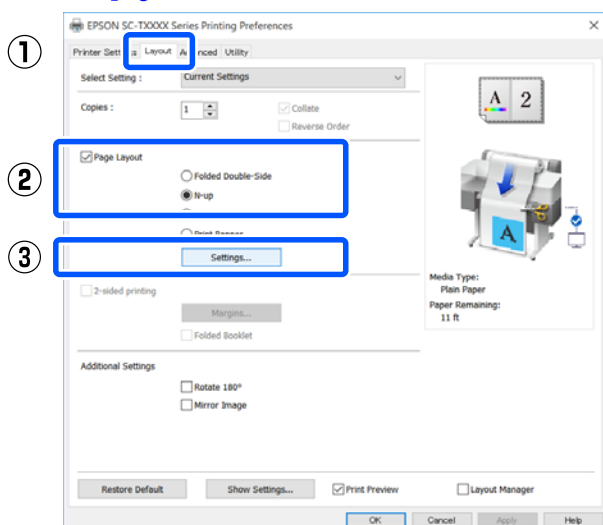 EPSON SC-TXXXX Series Printing Preferences
1
Layout
Utility
Select Setting :
Current Settings
Copies :
1
Collate
Reverse Order
A 2
2
Page Layout
Folded Double-Side
N-up
Print Banner
3
Settings...
A
Media Type:
Plain Paper
Paper Remaining:
11 ft
2-sided printing
Margins...
Folded Booklet
Additional Settings
Rotate 180°
Mirror Image
Restore Default Show Settings... Print Preview Layout Manager
OK Cancel Apply Help